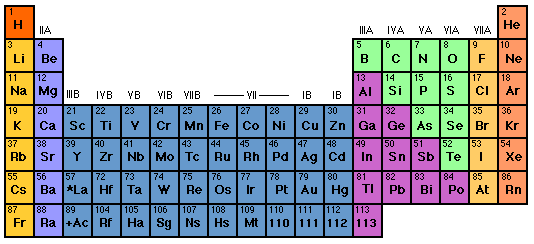 1 2
H IIA IIIA IVA VA VIA VIIA He
3 4 5 6 7 8 9 10
Li Be B C N O F Ne
11 12 13 14 15 16 17 18
Na Mg IIIB IVB VB VIB VIIB VII IB IB Al Si P S Cl Ar
19 20 21 22 23 24 25 26 27 28 29 30 31 32 33 34 35 36
K Ca Sc Ti V Cr Mn Fe Co Ni Cu Zn Ga Ge As Se Br Kr
37 38 39 40 41 42 43 44 45 46 47 48 49 50 51 52 53 54
Rb Sr Y Zr Nb Mo Tc Ru Rh Pd Ag Cd In Sn Sb Te I Xe
55 56 57 72 73 74 75 76 77 78 79 80 81 82 83 84 85 86
Cs Ba *La Hf Ta W Re Os Ir Pt Au Hg Tl Pb Bi Po At Rn
87 88 89 104 105 106 107 108 109 110 111 112 113
Fr Ra +Ac Rf Ha Sg Ns Hs Mt 110 111 112 113